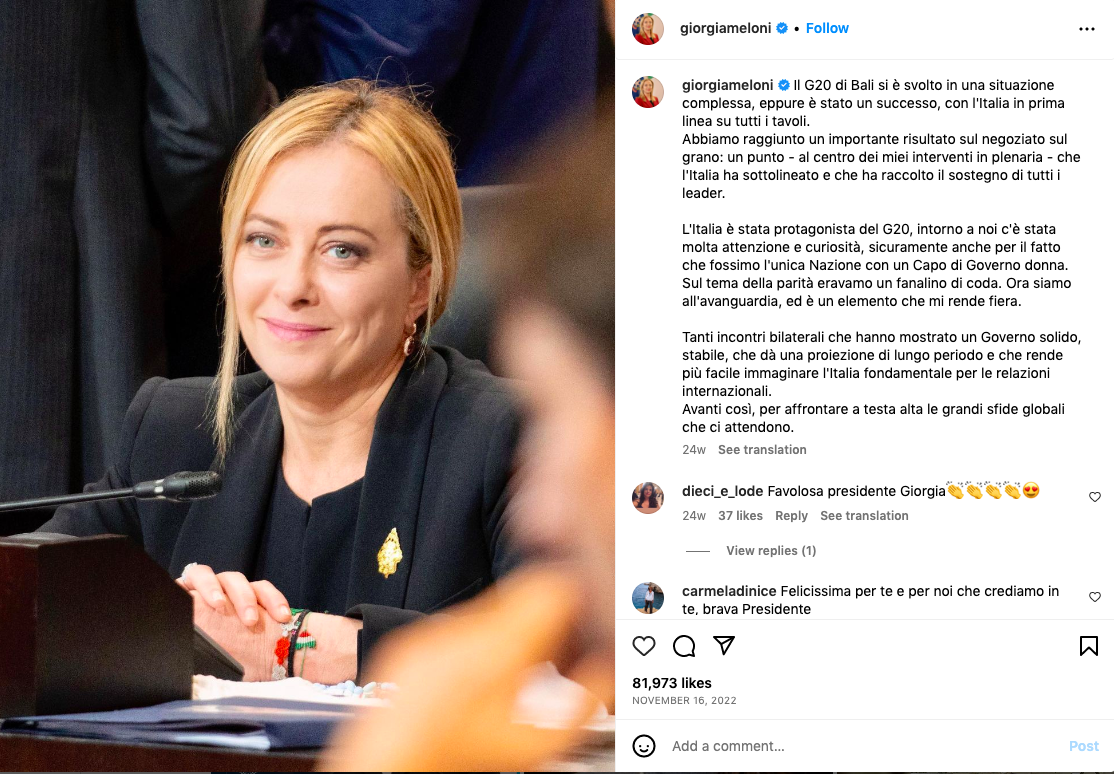 giorgiameloni • Follow
giorgiameloni Il G20 di Bali si è svolto in una situazione
complessa, eppure è stato un successo, con l'Italia in prima
linea su tutti i tavoli.
Abbiamo raggiunto un importante risultato sul negoziato sul
grano: un punto - al centro dei miei interventi in plenaria - che
l'Italia ha sottolineato e che ha raccolto il sostegno di tutti i
leader.
L'Italia è stata protagonista del G20, intorno a noi c'è stata
molta attenzione e curiosità, sicuramente anche per il fatto
che fossimo l'unica Nazione con un Capo di Governo donna.
Sul tema della parità eravamo un fanalino di coda. Ora siamo
all'avanguardia, ed è un elemento che mi rende fiera.
Tanti incontri bilaterali che hanno mostrato un Governo solido,
stabile, che dà una proiezione di lungo periodo e che rende
più facile immaginare l'Italia fondamentale per le relazioni
internazionali.
Avanti così, per affrontare a testa alta le grandi sfide globali
che ci attendono.
24w See translation
dieci_e_lode Favolosa presidente Giorgia👏👏👏👏😍
24w 37 likes Reply See translation
View replies (1)
carmeladinice Felicissima per te e per noi che crediamo in
te, brava Presidente
81,973 likes
NOVEMBER 16, 2022
Add a comment... Post